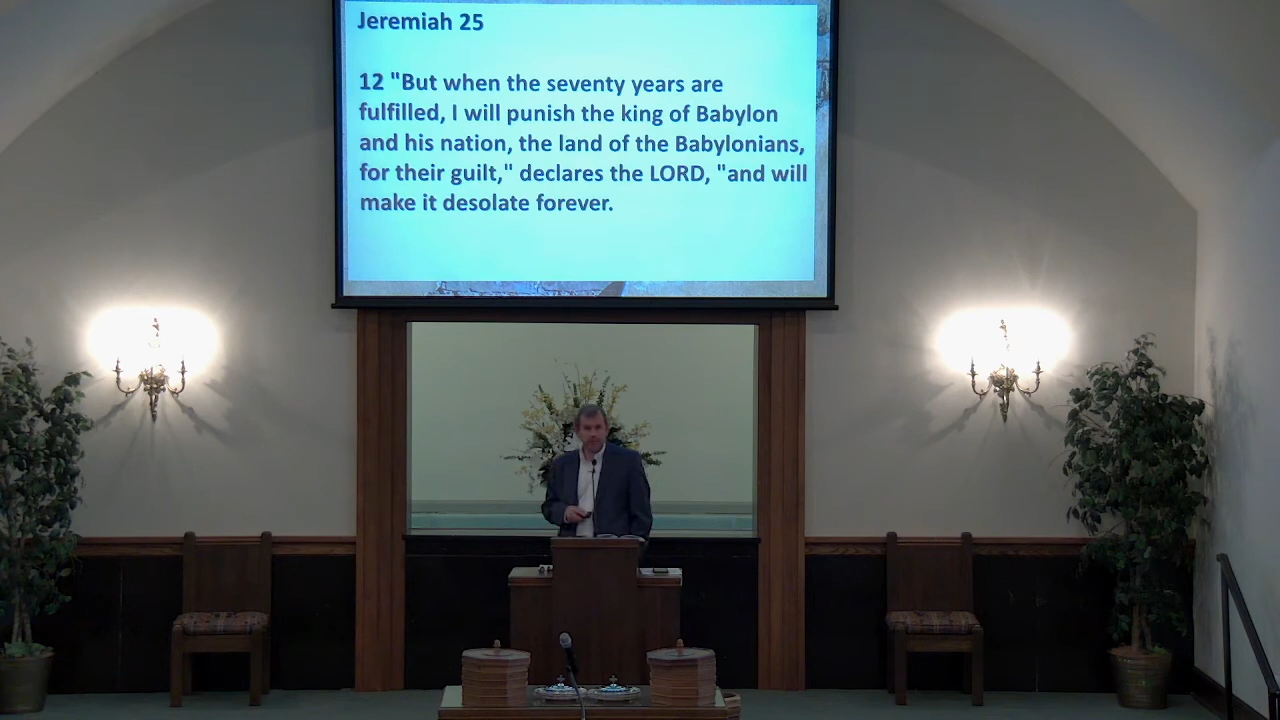 Jeremiah 25
12 "But when the seventy years are
fulfilled, I will punish the king of Babylon
and his nation, the land of the Babylonians,
for their guilt," declares the LORD, "and will
make it desolate forever.